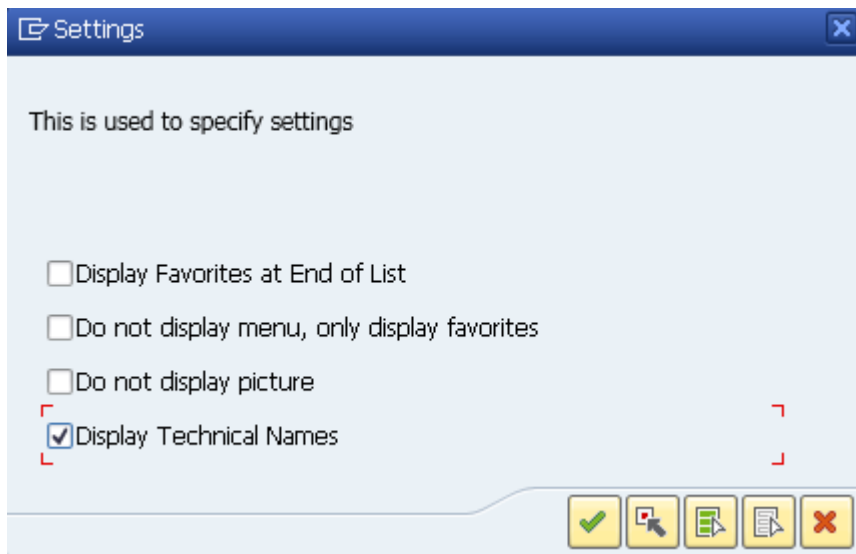 Settings
This is used to specify settings
Display Favorites at End of List
Do not display menu, only display favorites
Do not display picture
Display Technical Names